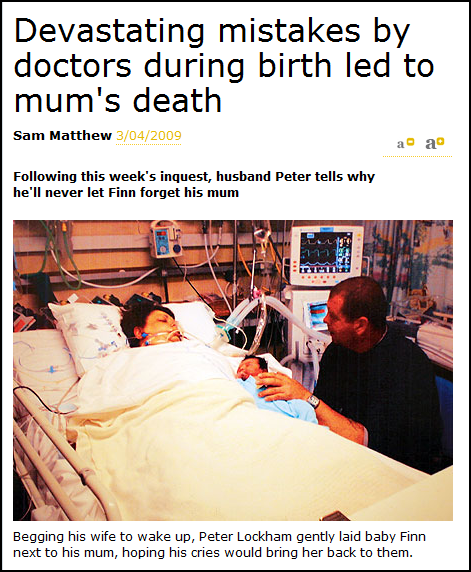 Devastating mistakes by
doctors during birth led to
mum's death
Sam Matthew 3/04/2009
a a
Following this week's inquest, husband Peter tells why
he'll never let Finn forget his mum
Begging his wife to wake up, Peter Lockham gently laid baby Finn
next to his mum, hoping his cries would bring her back to them.